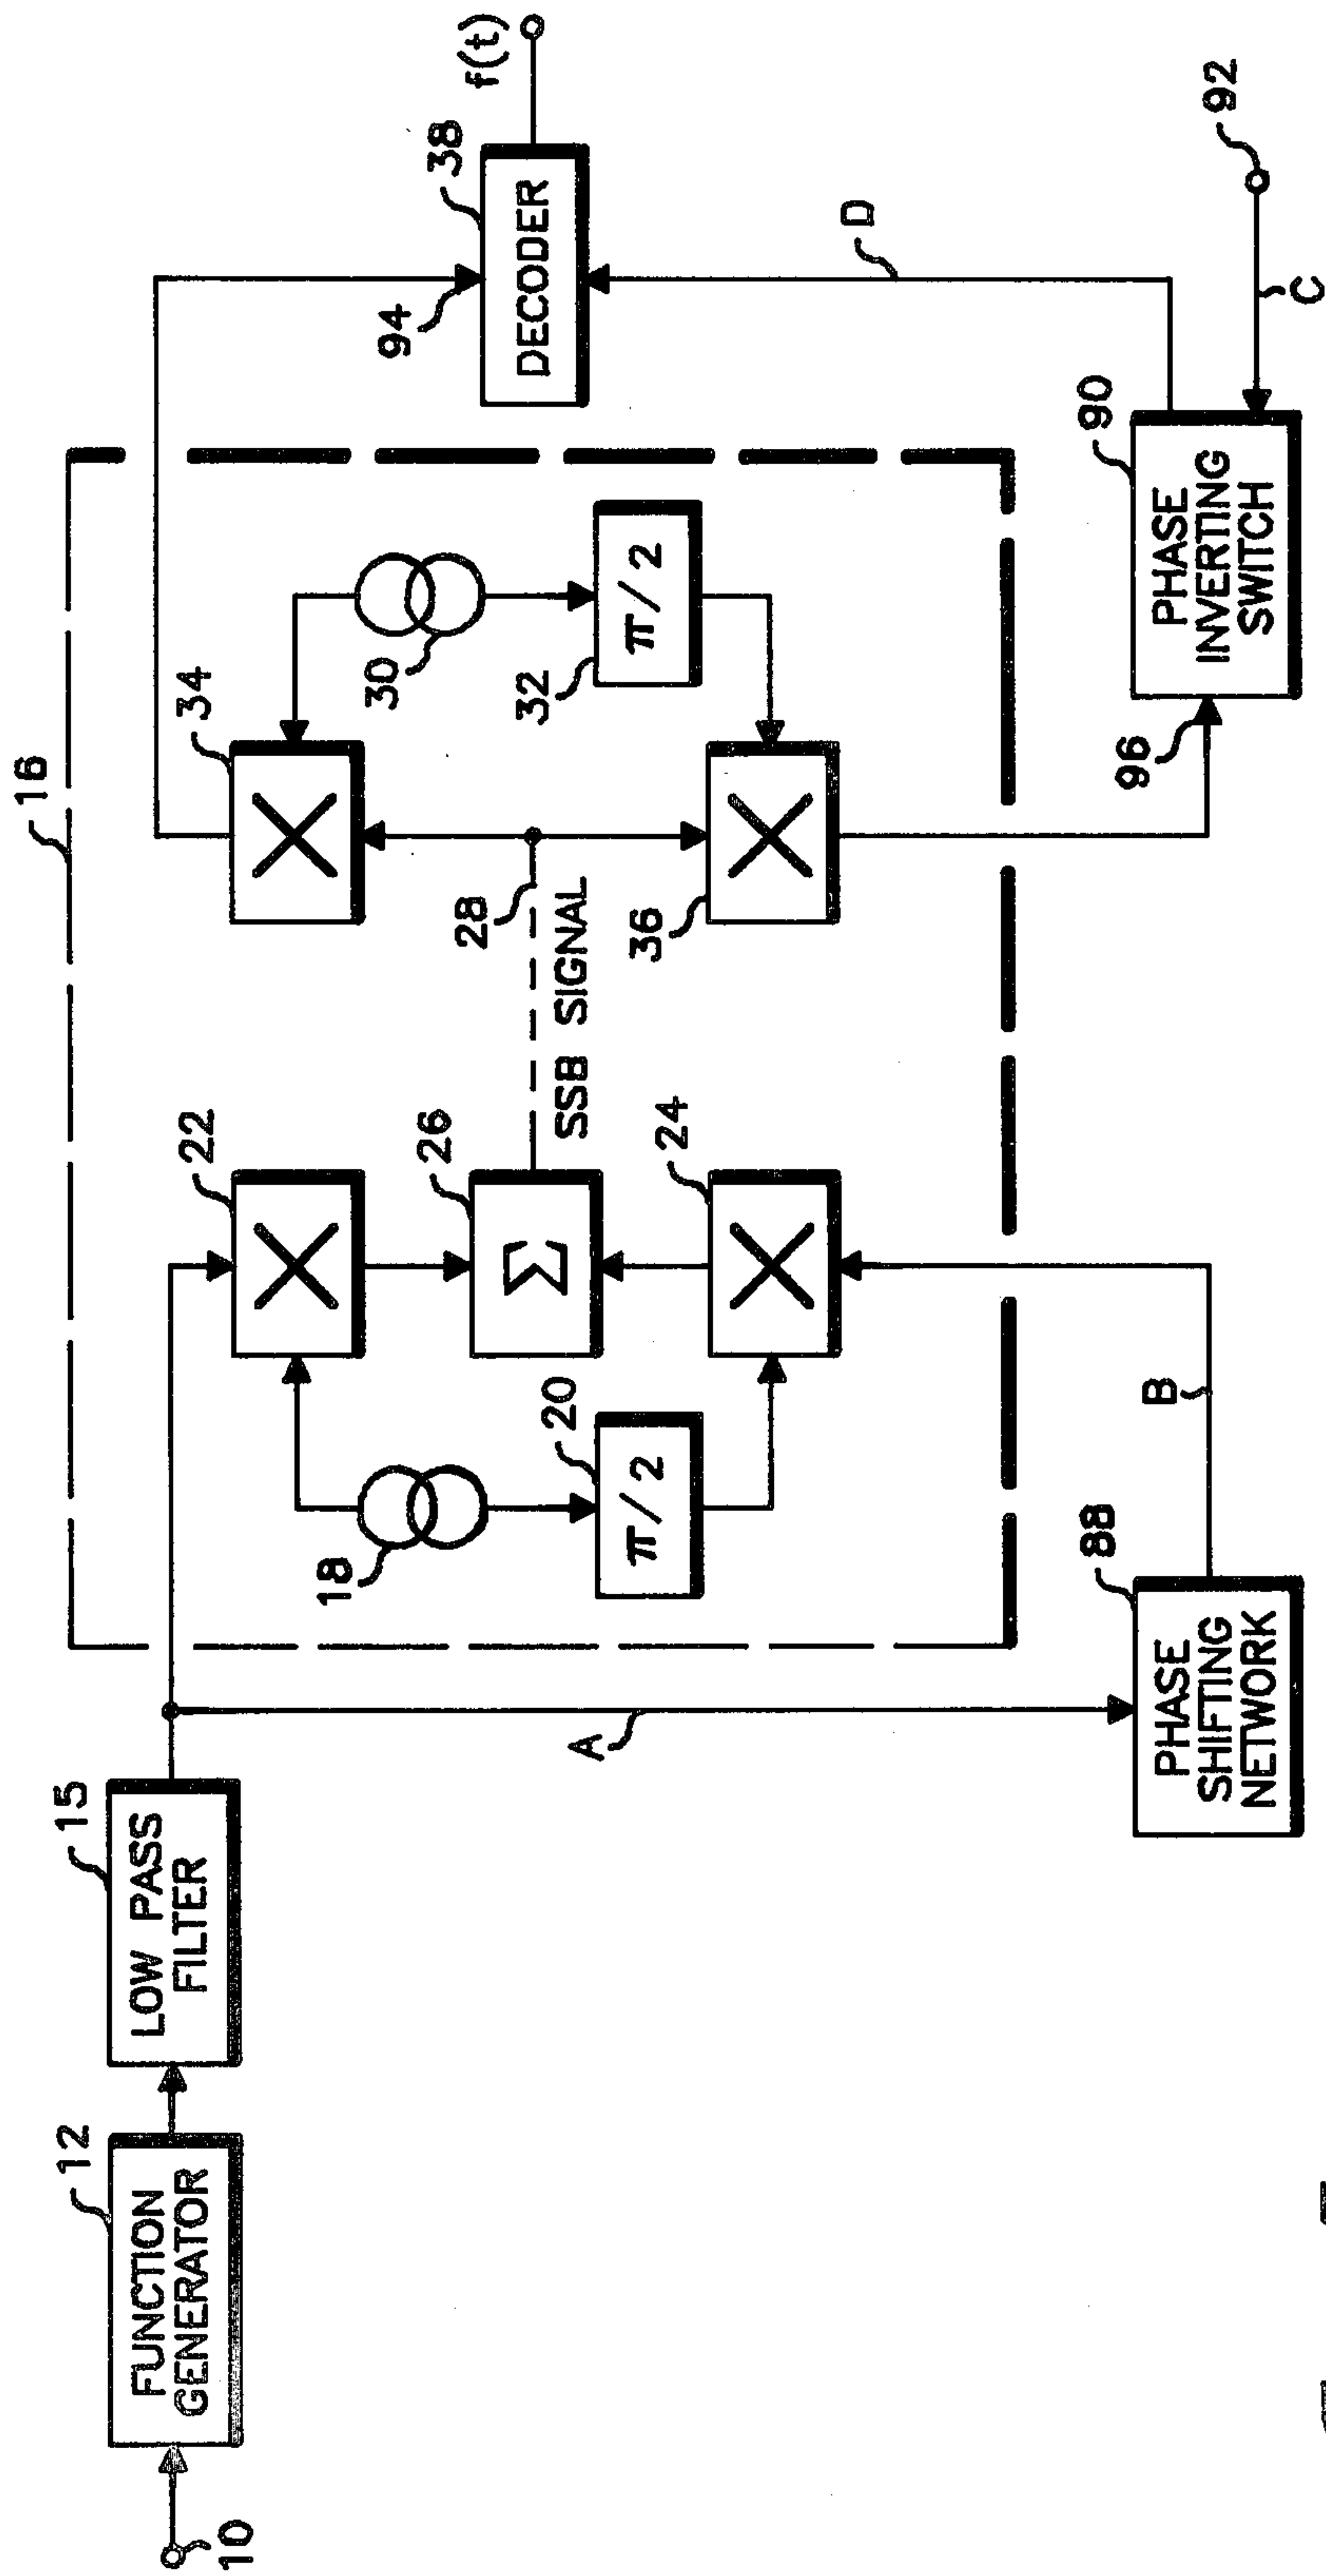 16
10
12
FUNCTION
GENERATOR
15
LOW PASS
FILTER
A
18
20
π/2
22
X
26
Σ
24
X
SSB SIGNAL
28
34
X
36
X
30
32
π/2
94
38
DECODER
f(t)
88
PHASE
SHIFTING
NETWORK
B
96
90
PHASE
INVERTING
SWITCH
D
C
92